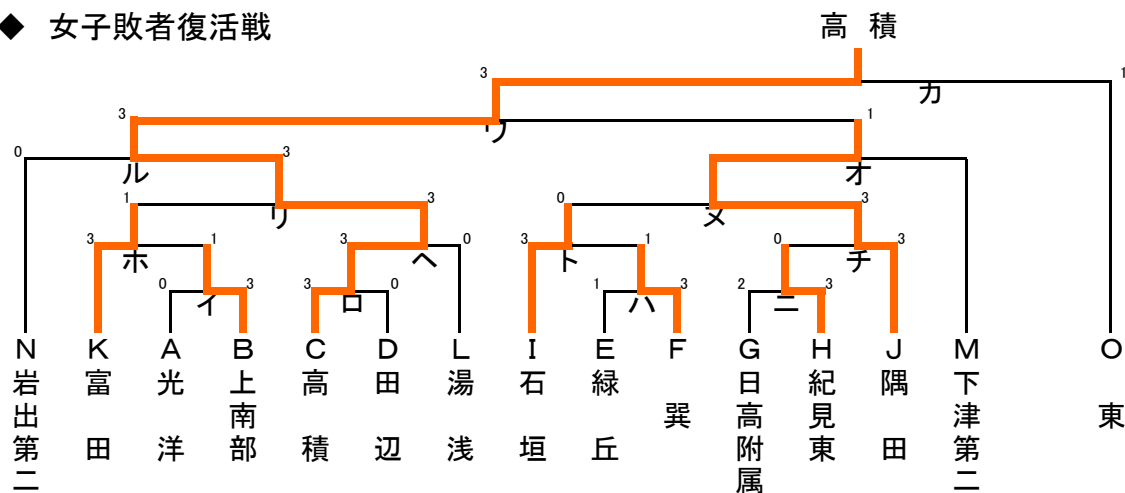 ◆ 女子敗者復活戦
高積
3
1
カ
3
ウ
1
0
ル
3
オ
1
リ
3
0
ヌ
3
3
ホ
1
3
ヘ
0
3
ト
1
0
チ
3
0
イ
3
3
ロ
0
1
ハ
3
2
ニ
3
N
K
A
B
C
D
L
I
E
F
G
H
J
M
O
岩出第二
富田
光洋
上南部
高積
田辺
湯浅
石垣
緑丘
巽
日高附属
紀見東
隅田
下津第二
東